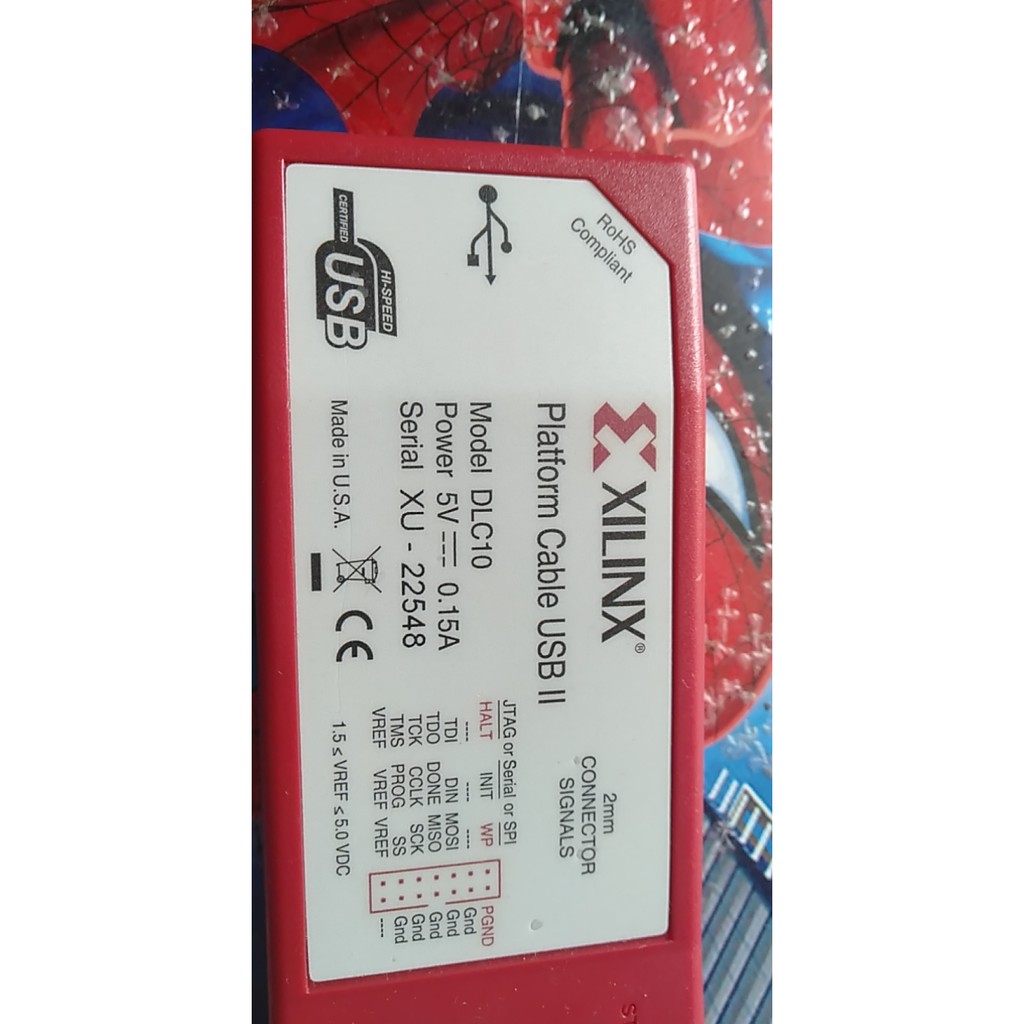 RoHS
Compliant
CERTIFIED
HI-SPEED
USB
XILINX®
Platform Cable USB II
Model DLC10
Power 5V ⎓ 0.15A
Serial XU - 22548
Made in U.S.A.
CE
2mm
CONNECTOR
SIGNALS
JTAG or Serial or SPI
HALT INIT WP PGND
---- ---- ---- Gnd
TDI DIN MOSI Gnd
TDO DONE MISO Gnd
TCK CCLK SCK Gnd
TMS PROG SS Gnd
VREF VREF VREF ----
1.5 ≤ VREF ≤ 5.0 VDC